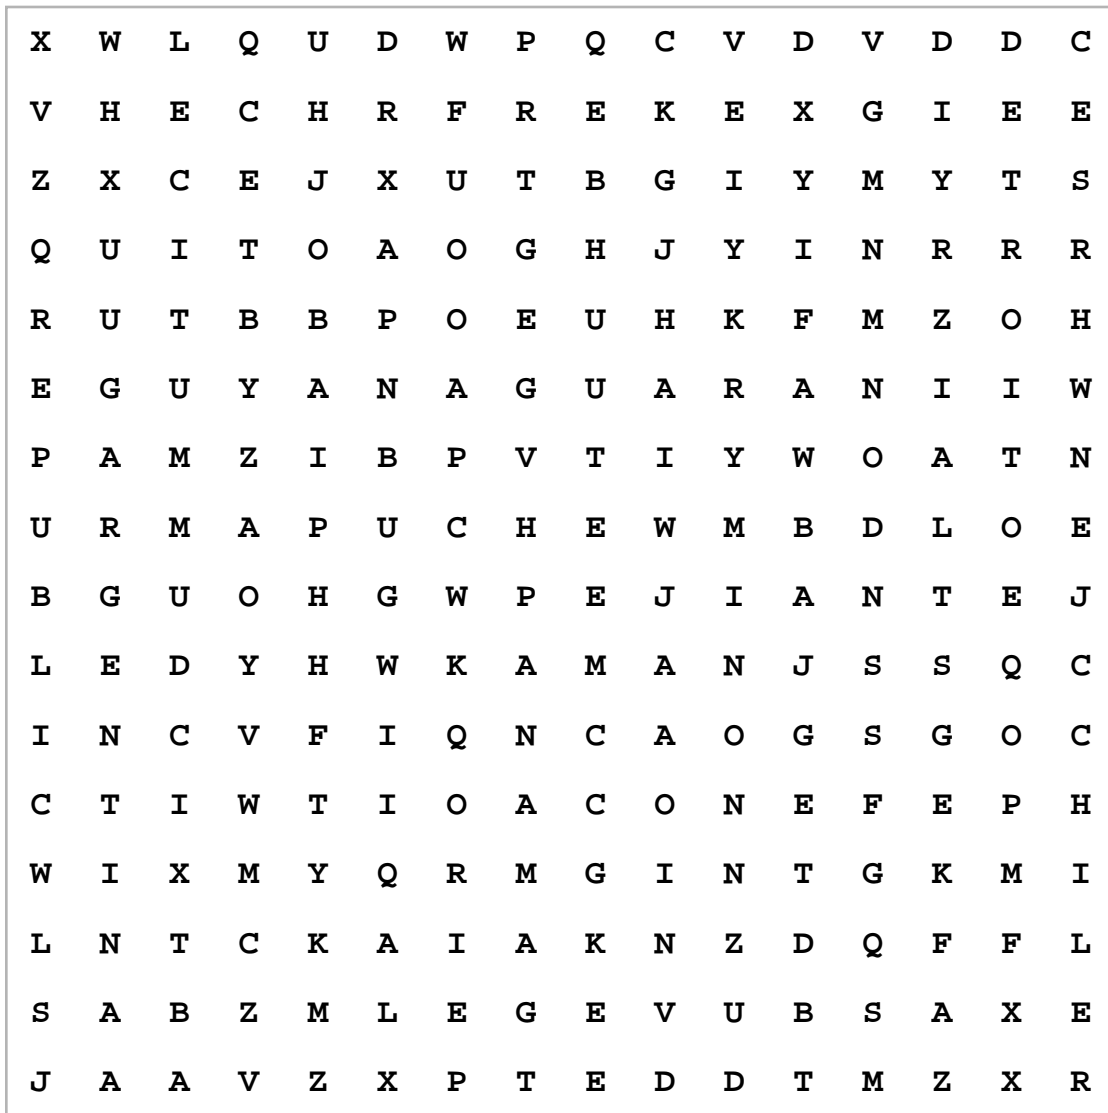 X W L Q U D W P Q C V D V D D C
V H E C H R F R E K E X G I E E
Z X C E J X U T B G I Y M Y T S
Q U I T O A O G H J Y I N R R R
R U T B B P O E U H K F M Z O H
E G U Y A N A G U A R A N I I W
P A M Z I B P V T I Y W O A T N
U R M A P U C H E W M B D L O E
B G U O H G W P E J I A N T E J
L E D Y H W K A M A N J S S Q C
I N C V F I Q N C A O G S G O C
C T I W T I O A C O N E F E P H
W I X M Y Q R M G I N T G K M I
L N T C K A I A K N Z D Q F F L
S A B Z M L E G E V U B S A X E
J A A V Z X P T E D D T M Z X R